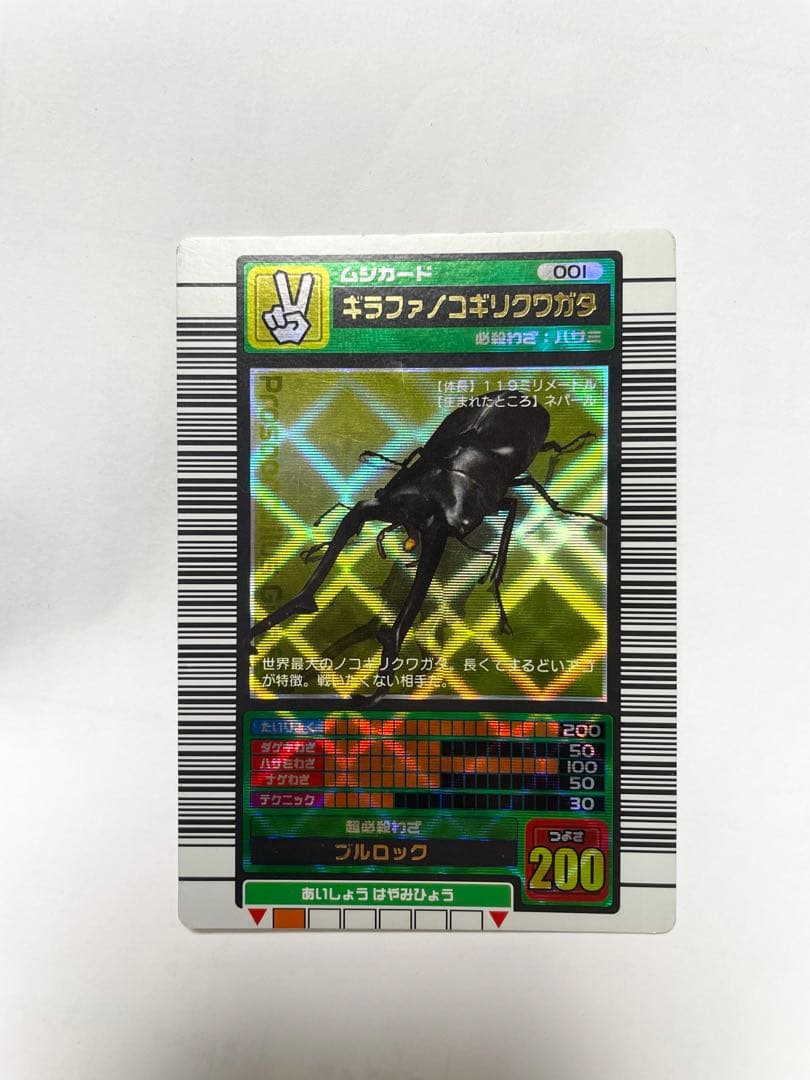 ムシカード
001
ギラファノコギリクワガタ
必殺わざ：ハサミ
【体長】119ミリメートル
【生まれたところ】ネパール
世界最大のノコギリクワガタ。長くてするどいアゴ
が特徴。戦いたくない相手だ。
たいりょく 200
ダゲキわざ 50
ハサミわざ 100
ナゲわざ 50
テクニック 30
超必殺わざ
ブルロック
つよさ
200
あいしょう はやみひょう